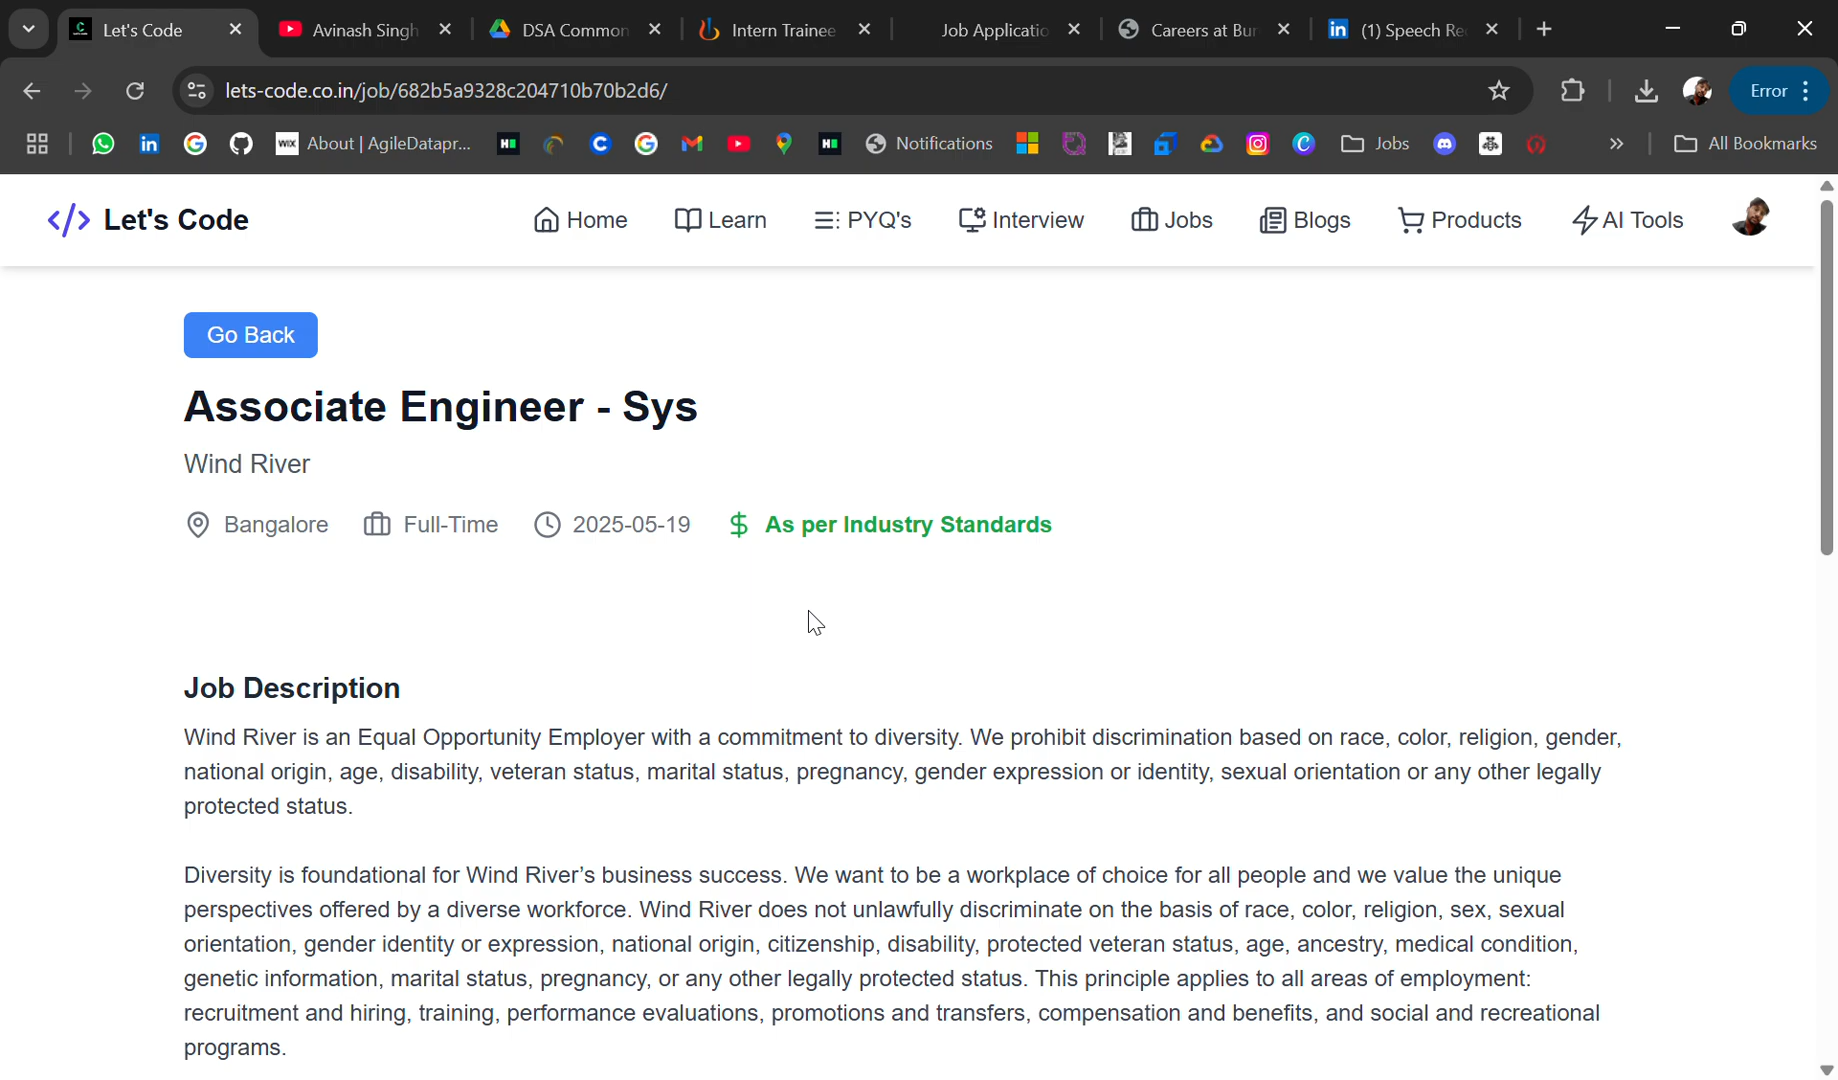 Let's Code
Avinash Singh
DSA Common
Intern Trainee
Job Applicatio
Careers at Bur
(1) Speech Re
lets-code.co.in/job/682b5a9328c204710b70b2d6/
Error
WIX
About | AgileDatapr...
Notifications
Jobs
All Bookmarks
</> Let's Code
Home
Learn
PYQ's
Interview
Jobs
Blogs
Products
AI Tools
Go Back
Associate Engineer - Sys
Wind River
Bangalore
Full-Time
2025-05-19
$ As per Industry Standards
Job Description
Wind River is an Equal Opportunity Employer with a commitment to diversity. We prohibit discrimination based on race, color, religion, gender,
national origin, age, disability, veteran status, marital status, pregnancy, gender expression or identity, sexual orientation or any other legally
protected status.
Diversity is foundational for Wind River’s business success. We want to be a workplace of choice for all people and we value the unique
perspectives offered by a diverse workforce. Wind River does not unlawfully discriminate on the basis of race, color, religion, sex, sexual
orientation, gender identity or expression, national origin, citizenship, disability, protected veteran status, age, ancestry, medical condition,
genetic information, marital status, pregnancy, or any other legally protected status. This principle applies to all areas of employment:
recruitment and hiring, training, performance evaluations, promotions and transfers, compensation and benefits, and social and recreational
programs.